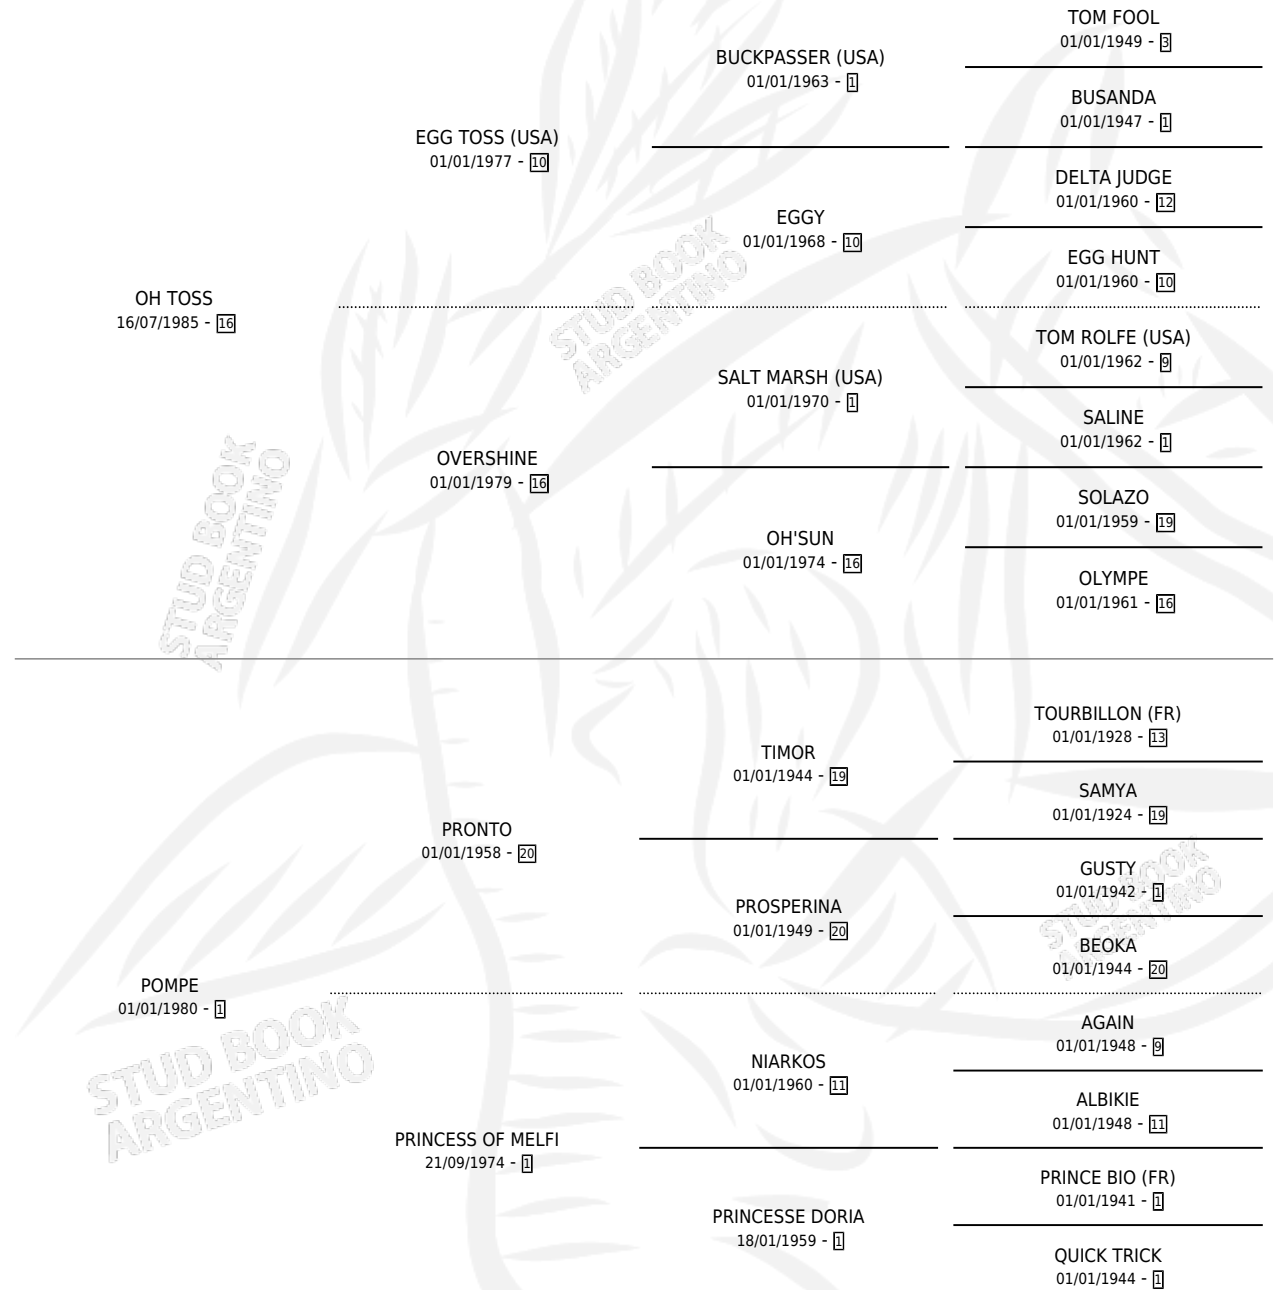 TOM FOOL
01/01/1949 - 3
BUCKPASSER (USA)
01/01/1963 - 1
BUSANDA
01/01/1947 - 1
EGG TOSS (USA)
01/01/1977 - 10
DELTA JUDGE
01/01/1960 - 12
EGGY
01/01/1968 - 10
EGG HUNT
01/01/1960 - 10
OH TOSS
16/07/1985 - 16
TOM ROLFE (USA)
01/01/1962 - 9
SALT MARSH (USA)
01/01/1970 - 1
SALINE
01/01/1962 - 1
OVERSHINE
01/01/1979 - 16
SOLAZO
01/01/1959 - 19
OH'SUN
01/01/1974 - 16
OLYMPE
01/01/1961 - 16
TOURBILLON (FR)
01/01/1928 - 13
TIMOR
01/01/1944 - 19
SAMYA
01/01/1924 - 19
PRONTO
01/01/1958 - 20
GUSTY
01/01/1942 - 1
PROSPERINA
01/01/1949 - 20
BEOKA
01/01/1944 - 20
POMPE
01/01/1980 - 1
AGAIN
01/01/1948 - 9
NIARKOS
01/01/1960 - 11
ALBIKIE
01/01/1948 - 11
PRINCESS OF MELFI
21/09/1974 - 1
PRINCE BIO (FR)
01/01/1941 - 1
PRINCESSE DORIA
18/01/1959 - 1
QUICK TRICK
01/01/1944 - 1
STUD BOOK
ARGENTINO
STUD BOOK
ARGENTINO
STUD BOOK
ARGENTINO
STUD BOOK
ARGENTINO